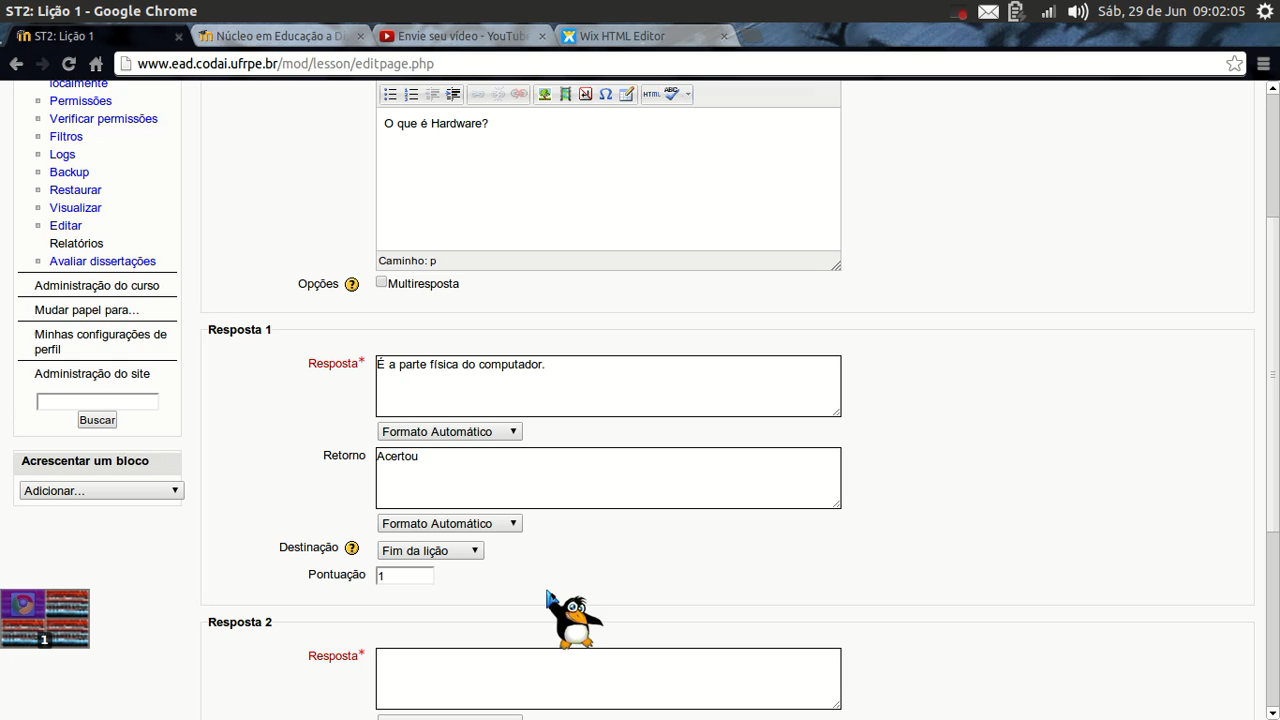 ST2: Lição 1 - Google Chrome
Sáb, 29 de Jun 09:02:05
ST2: Lição 1
Núcleo em Educação a D
Envie seu vídeo - YouTube
Wix HTML Editor
www.ead.codai.ufrpe.br/mod/lesson/editpage.php
localmente
Permissões
Verificar permissões
Filtros
Logs
Backup
Restaurar
Visualizar
Editar
Relatórios
Avaliar dissertações
Administração do curso
Mudar papel para...
Minhas configurações de
perfil
Administração do site
Buscar
Acrescentar um bloco
Adicionar...
HTML
ABC
O que é Hardware?
Caminho: p
Opções
Multiresposta
Resposta 1
Resposta*
É a parte física do computador.
Formato Automático
Retorno
Acertou
Formato Automático
Destinação
Fim da lição
Pontuação
1
Resposta 2
Resposta*
1